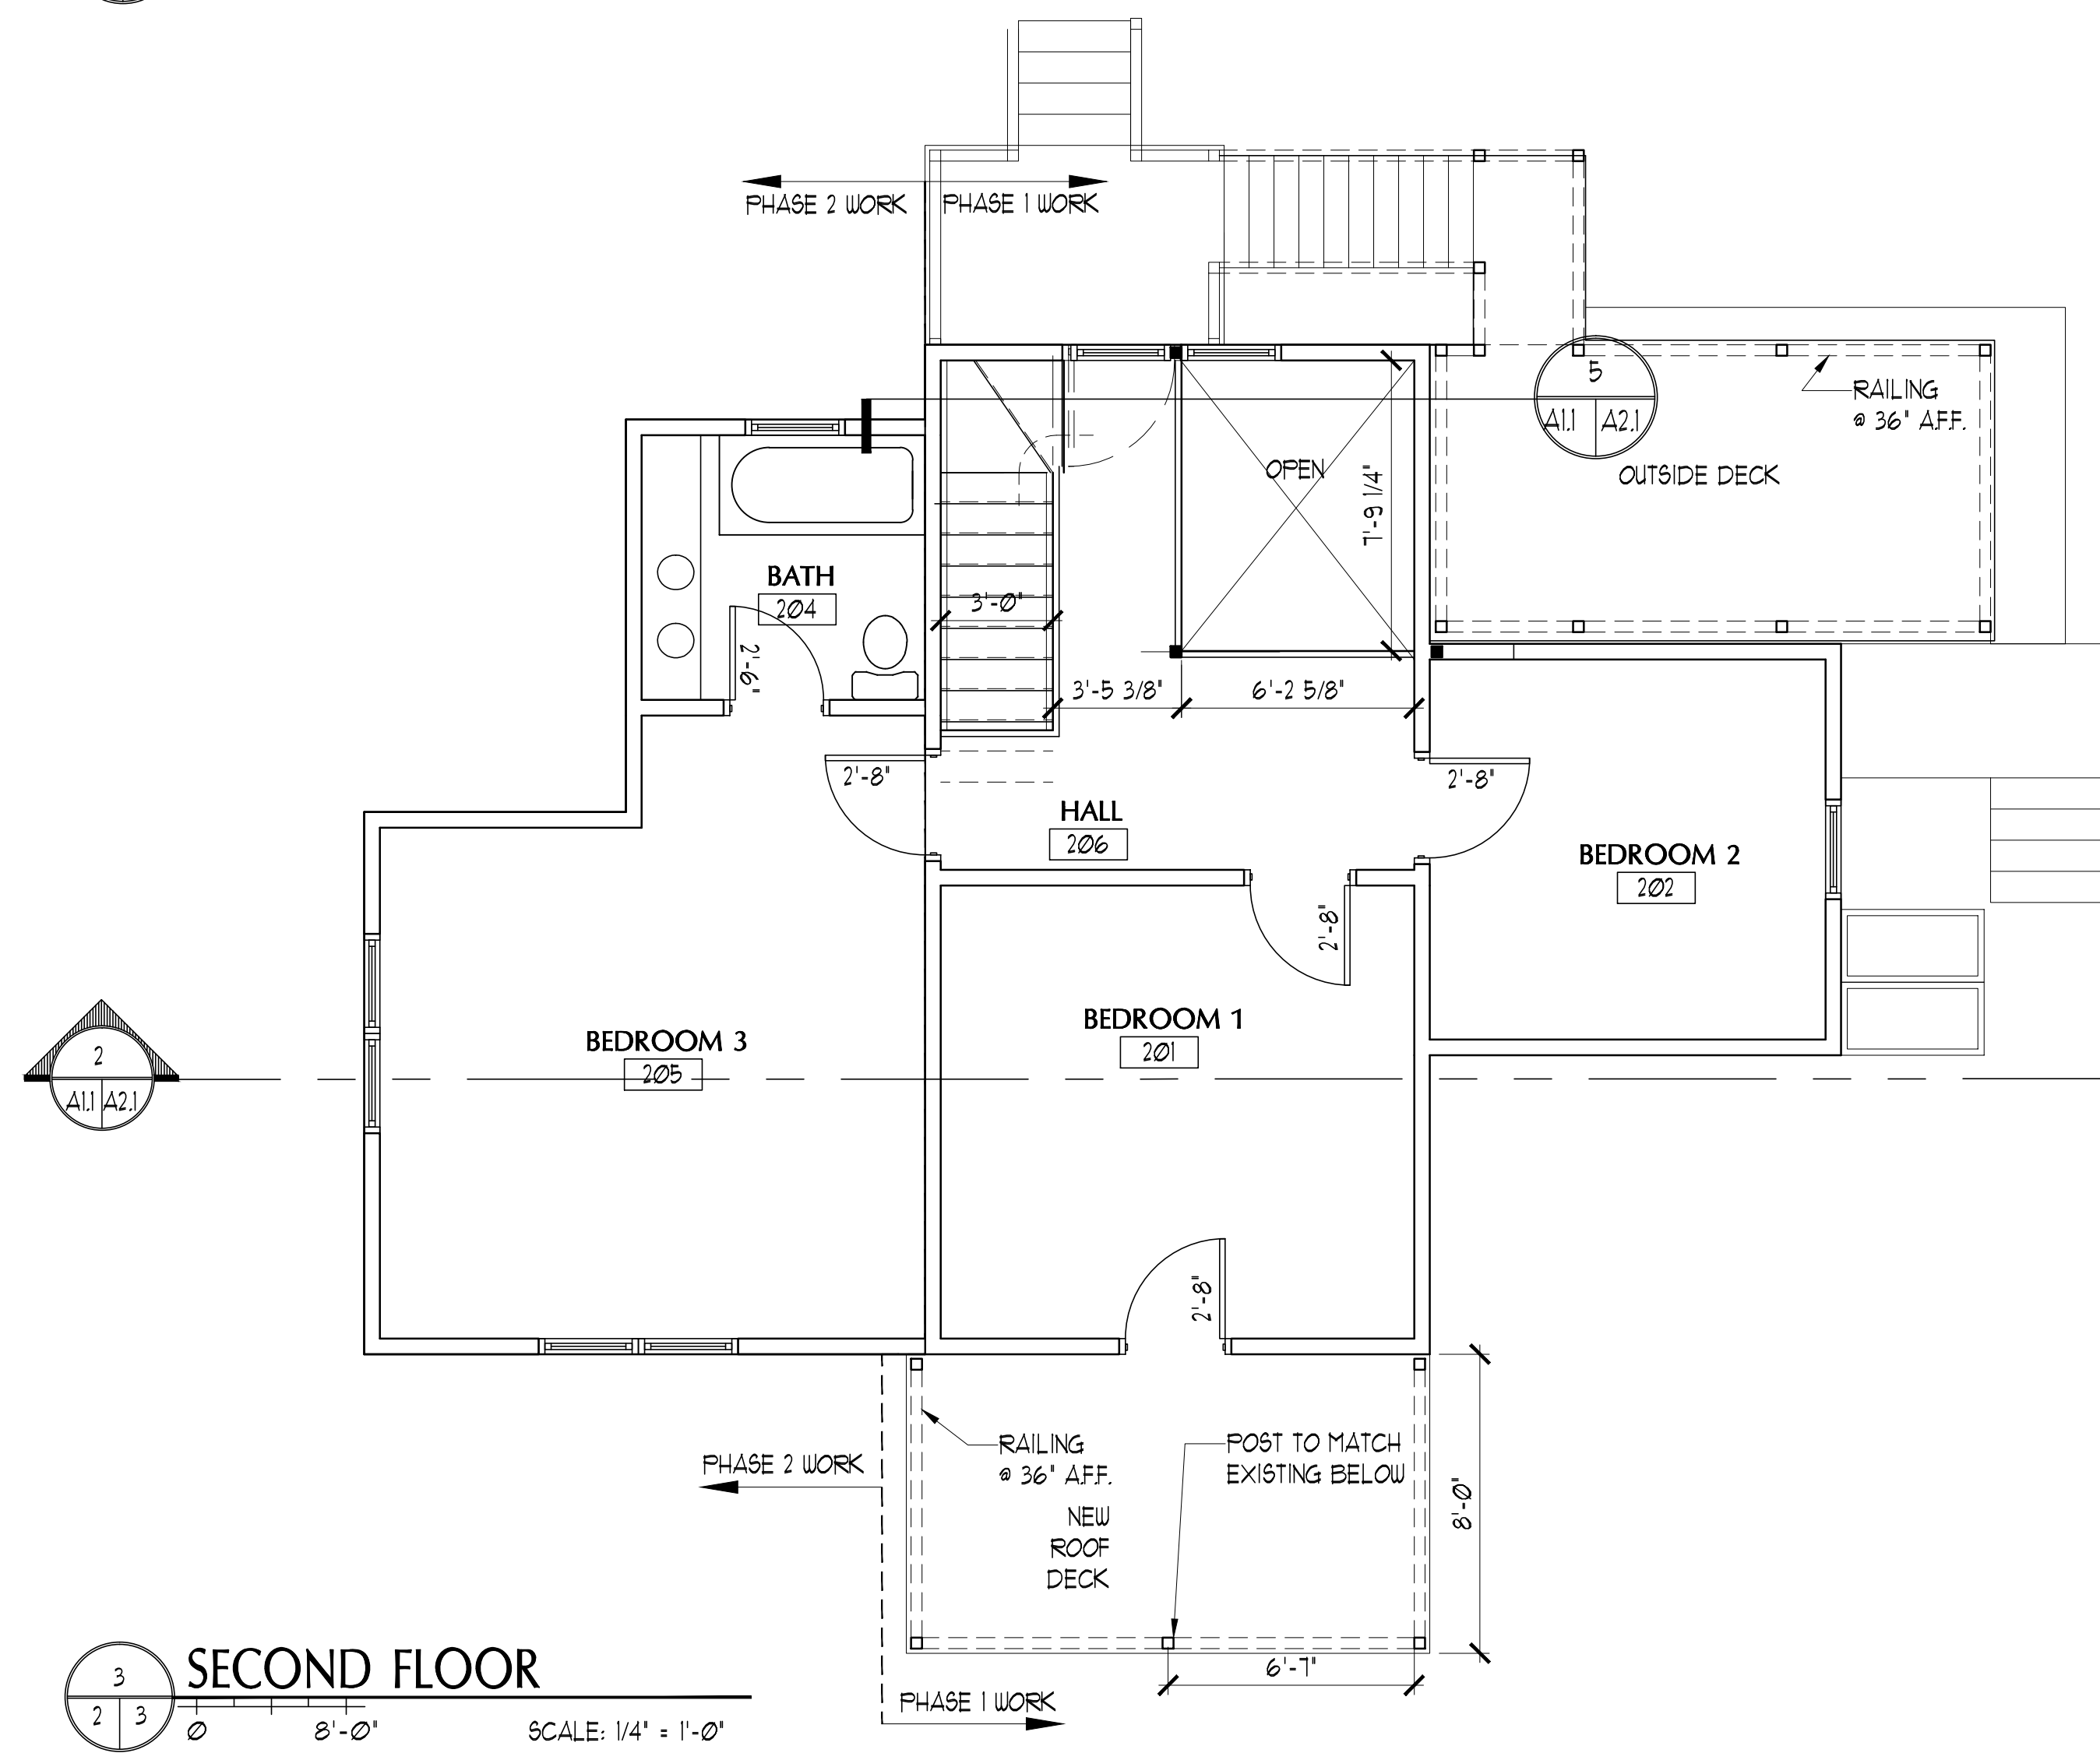 PHASE 2 WORK
PHASE 1 WORK
5
A1.1
A2.1
RAILING
@ 36" A.F.F.
OUTSIDE DECK
OPEN
7'-9 1/4"
BATH
204
2'-6"
3'-0"
3'-5 3/8"
6'-2 5/8"
2'-8"
2'-8"
HALL
206
BEDROOM 2
202
2'-8"
BEDROOM 1
201
BEDROOM 3
205
2
A1.1
A2.1
2'-8"
RAILING
@ 36" A.F.F.
POST TO MATCH
EXISTING BELOW
PHASE 2 WORK
NEW
ROOF
DECK
8'-0"
6'-7"
PHASE 1 WORK
3
2
3
SECOND FLOOR
0
8'-0"
SCALE: 1/4" = 1'-0"